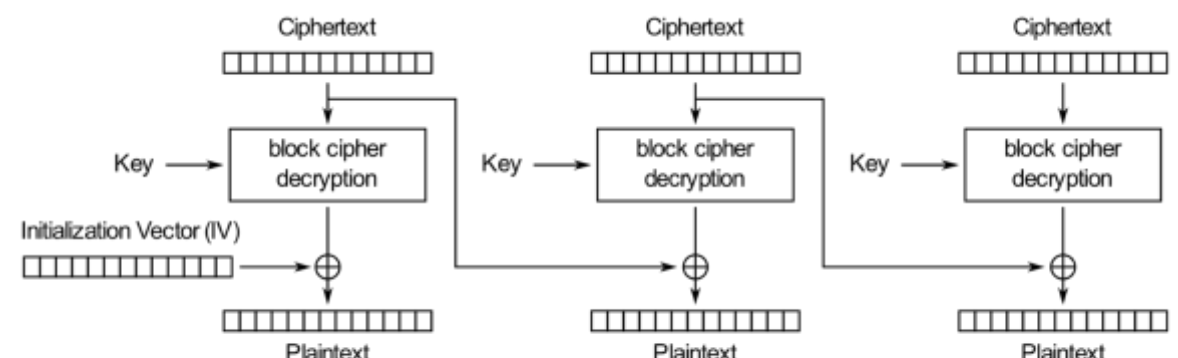 Ciphertext Ciphertext Ciphertext
Key block cipher decryption Key block cipher decryption Key block cipher decryption
Initialization Vector (IV)
Plaintext Plaintext Plaintext